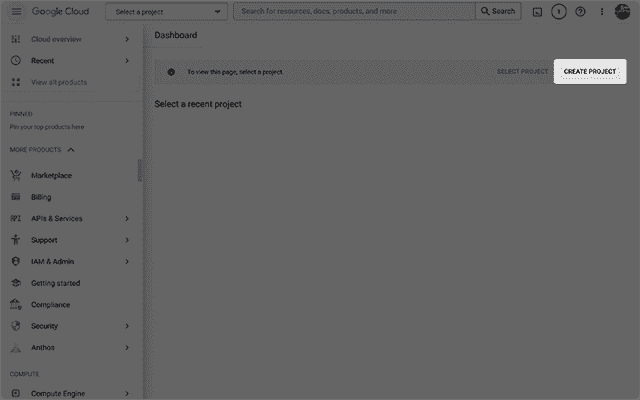 Google Cloud
Select a project
Search for resources, docs, products, and more
Search
Cloud overview
Recent
View all products
PINNED
Pin your top products here
MORE PRODUCTS
Marketplace
Billing
APIs & Services
Support
IAM & Admin
Getting started
Compliance
Security
Anthos
COMPUTE
Compute Engine
Dashboard
To view this page, select a project.
SELECT PROJECT
CREATE PROJECT
Select a recent project